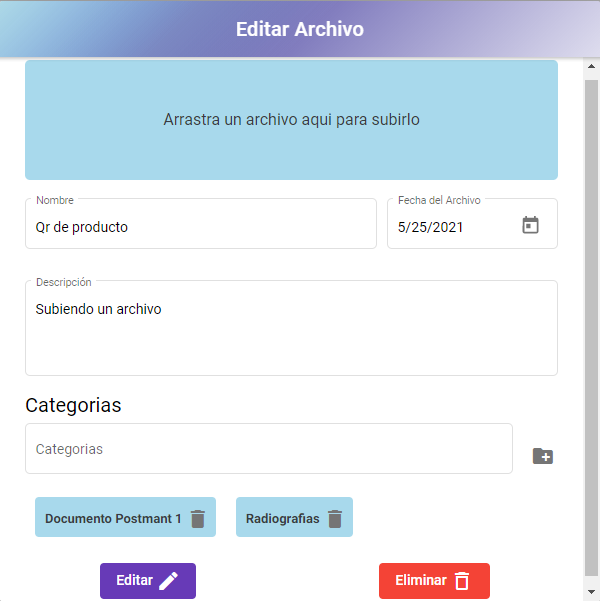 Editar Archivo
Arrastra un archivo aqui para subirlo
Nombre
Qr de producto
Fecha del Archivo
5/25/2021
Descripción
Subiendo un archivo
Categorias
Categorias
Documento Postmant 1
Radiografias
Editar
Eliminar